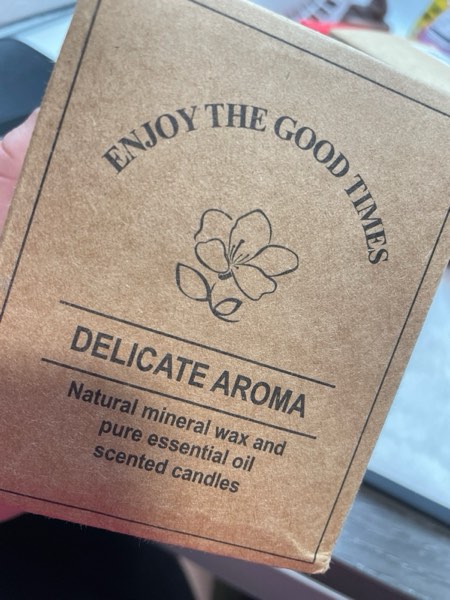 ENJOY THE GOOD TIMES
DELICATE AROMA
Natural mineral wax and
pure essential oil
scented candles